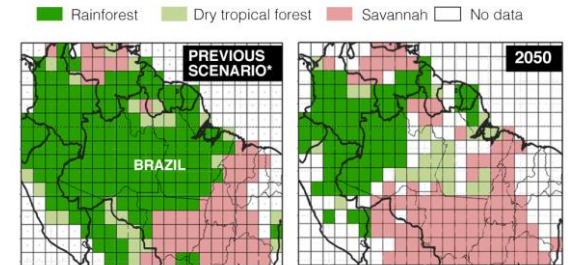 Rainforest Dry tropical forest Savannah No data
PREVIOUS
SCENARIO*
2050
BRAZIL